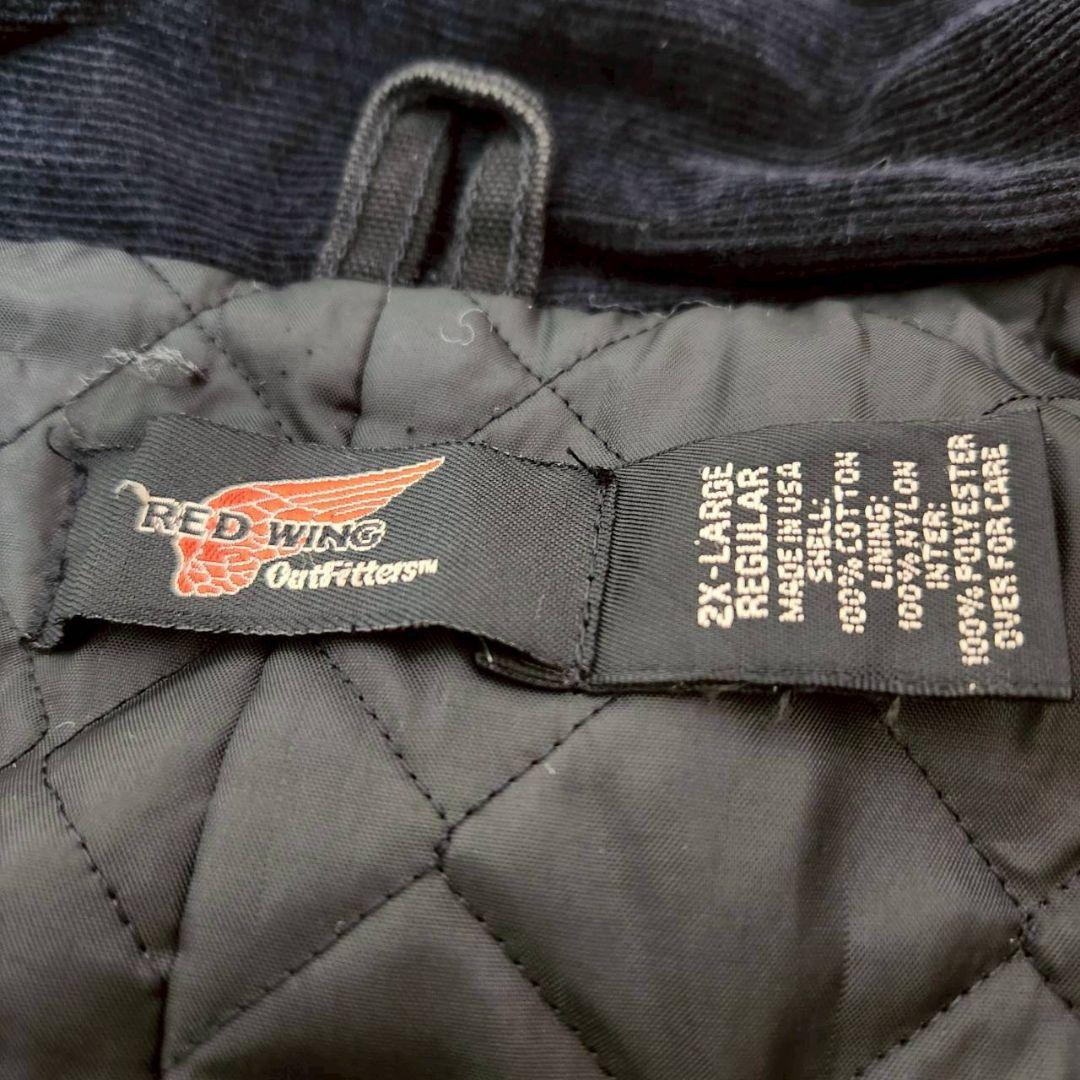 RED WING
OutFitters™
2X-LARGE
REGULAR
MADE IN USA
SHELL:
100% COTTON
LINING:
100% NYLON
INTER:
100% POLYESTER
OVER FOR CARE